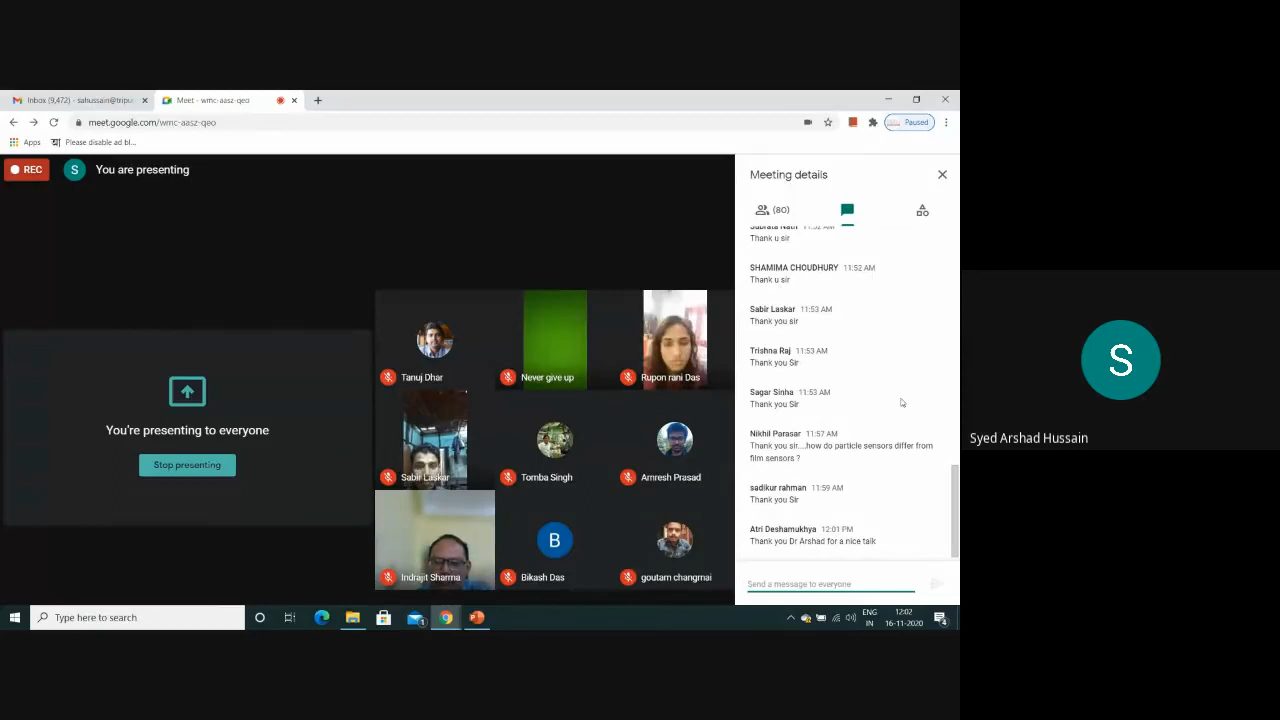 Inbox (9,472) - sahussain@tripu
Meet - wmc-aasz-qeo
meet.google.com/wmc-aasz-qeo
Paused
Apps
Please disable ad bl...
REC
S
You are presenting
You're presenting to everyone
Stop presenting
Tanuj Dhar
Never give up
Rupon rani Das
Sabir Laskar
Tomba Singh
Amresh Prasad
Indrajit Sharma
B
Bikash Das
goutam changmai
Meeting details
(80)
Subrata Nath 11:52 AM
Thank u sir
SHAMIMA CHOUDHURY 11:52 AM
Thank u sir
Sabir Laskar 11:53 AM
Thank you sir
Trishna Raj 11:53 AM
Thank you Sir
Sagar Sinha 11:53 AM
Thank you Sir
Nikhil Parasar 11:57 AM
Thank you sir....how do particle sensors differ from
film sensors ?
sadikur rahman 11:59 AM
Thank you Sir
Atri Deshamukhya 12:01 PM
Thank you Dr Arshad for a nice talk
Send a message to everyone
Type here to search
1
ENG
IN
12:02
16-11-2020
4
S
Syed Arshad Hussain